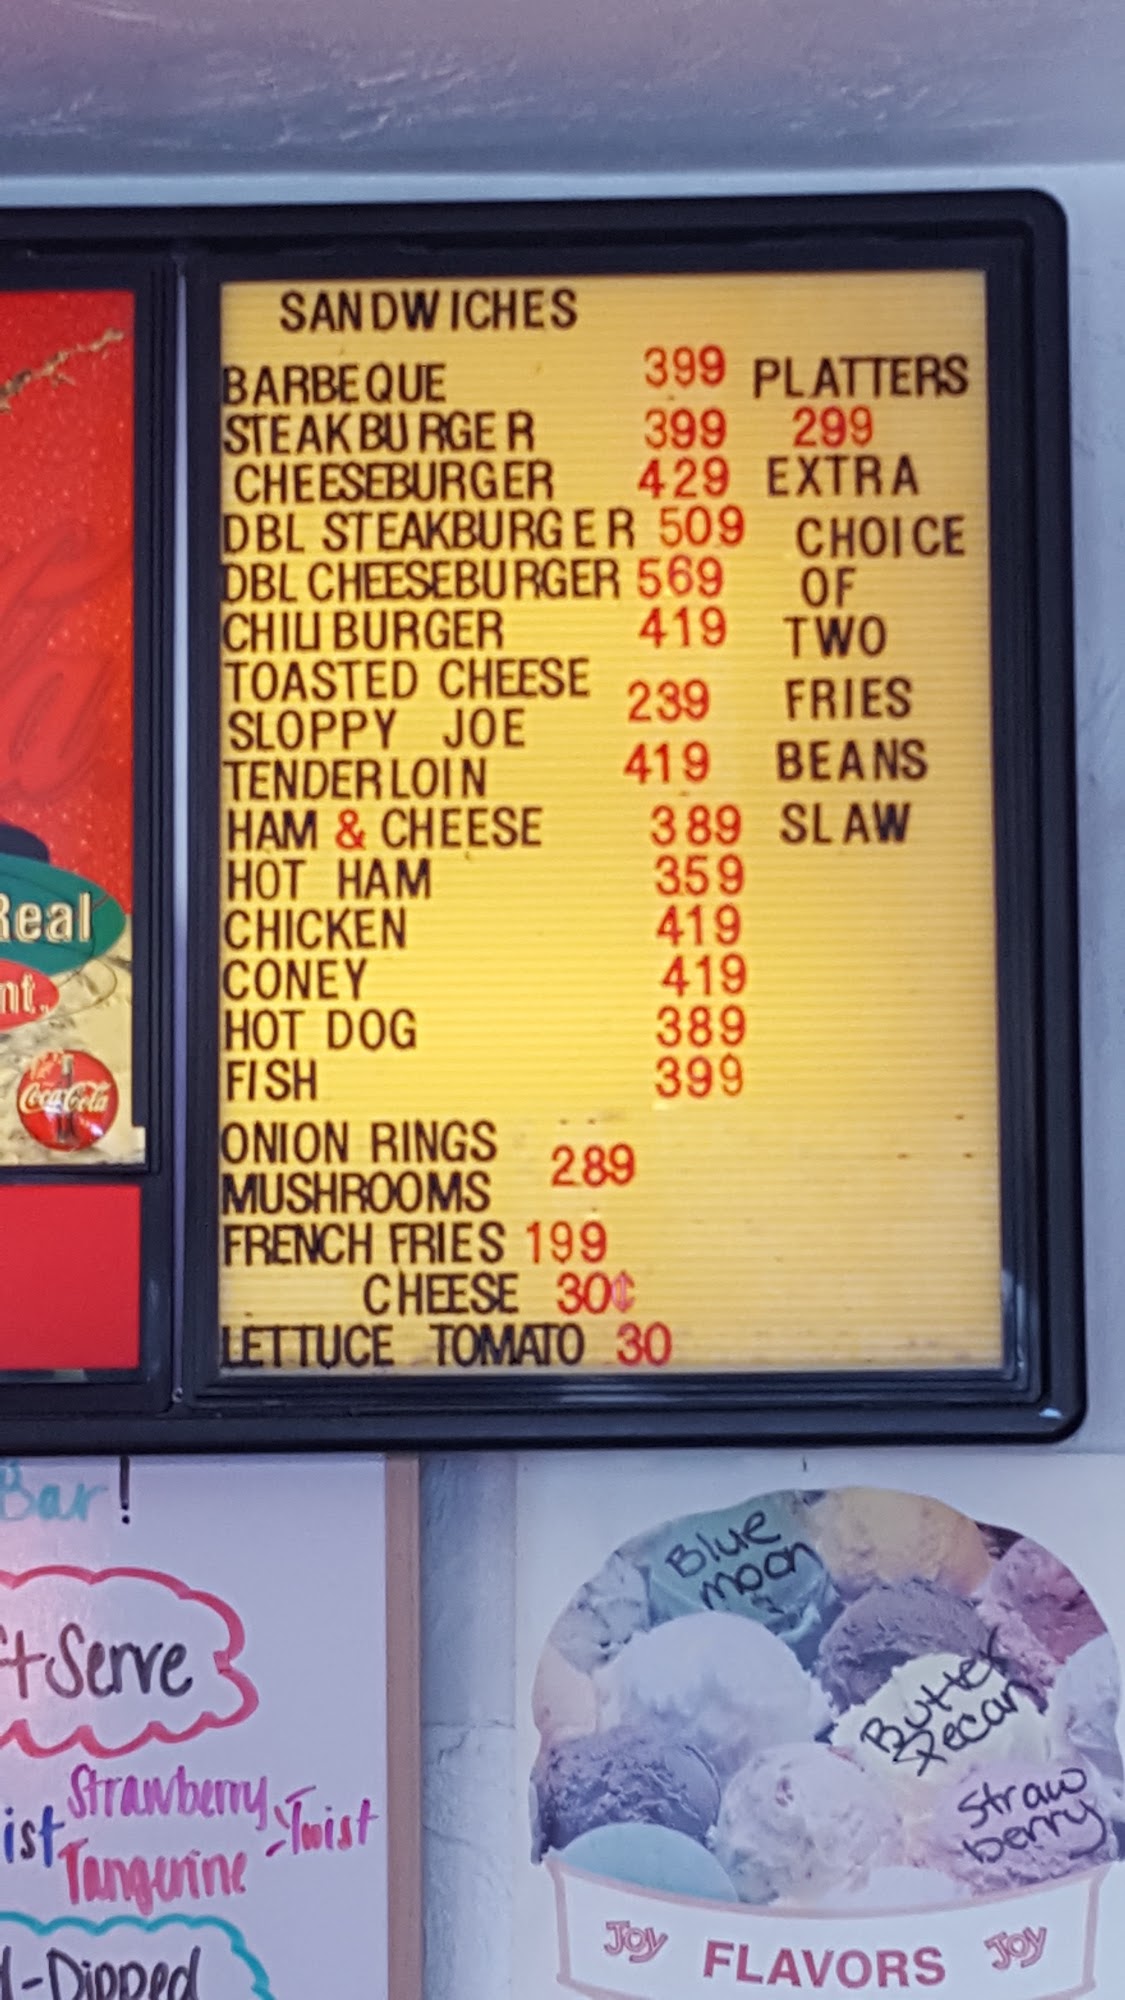 SANDWICHES
BARBEQUE 399
STEAKBURGER 399
CHEESEBURGER 429
DBL STEAKBURGER 509
DBL CHEESEBURGER 569
CHILI BURGER 419
TOASTED CHEESE
239
SLOPPY JOE
TENDERLOIN 419
HAM & CHEESE 389
HOT HAM 359
CHICKEN 419
CONEY 419
HOT DOG 389
FISH 399
ONION RINGS
289
MUSHROOMS
FRENCH FRIES 199
CHEESE 30¢
LETTUCE TOMATO 30
PLATTERS
299
EXTRA
CHOICE
OF
TWO
FRIES
BEANS
SLAW
Real
nt.
Coca-Cola
Bar!
t Serve
ist
Strawberry
Tangerine
-Twist
-Dipped
Blue
moon
Butter
Pecan
Straw
berry
Joy FLAVORS Joy